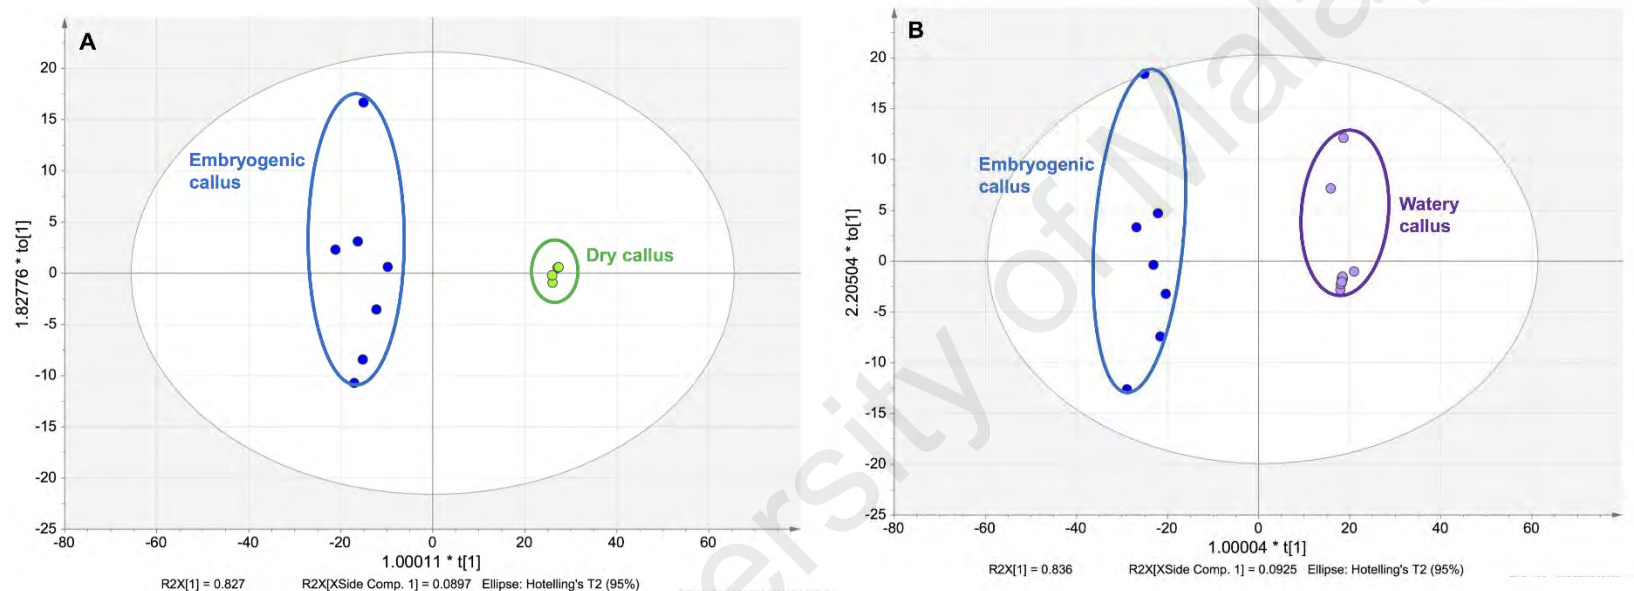 A
20
15
10
5
0
-5
-10
-15
-20
-25
1.82776 * to[1]
Embryogenic
callus
Dry callus
-80 -60 -40 -20 0 20 40 60
1.00011 * t[1]
R2X[1] = 0.827 R2X[XSide Comp. 1] = 0.0897 Ellipse: Hotelling's T2 (95%)
B
20
15
10
5
0
-5
-10
-15
-20
-25
2.20504 * to[1]
Embryogenic
callus
Watery
callus
-80 -60 -40 -20 0 20 40 60
1.00004 * t[1]
R2X[1] = 0.836 R2X[XSide Comp. 1] = 0.0925 Ellipse: Hotelling's T2 (95%)
ersity of Mala